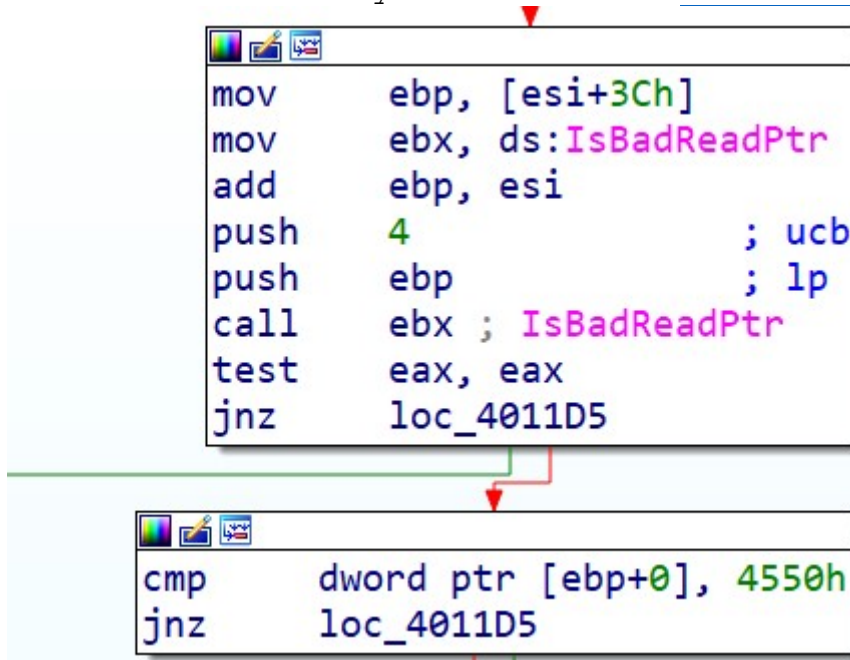 mov ebp, [esi+3Ch]
mov ebx, ds:IsBadReadPtr
add ebp, esi
push 4 ; ucb
push ebp ; lp
call ebx ; IsBadReadPtr
test eax, eax
jnz loc_4011D5
cmp dword ptr [ebp+0], 4550h
jnz loc_4011D5